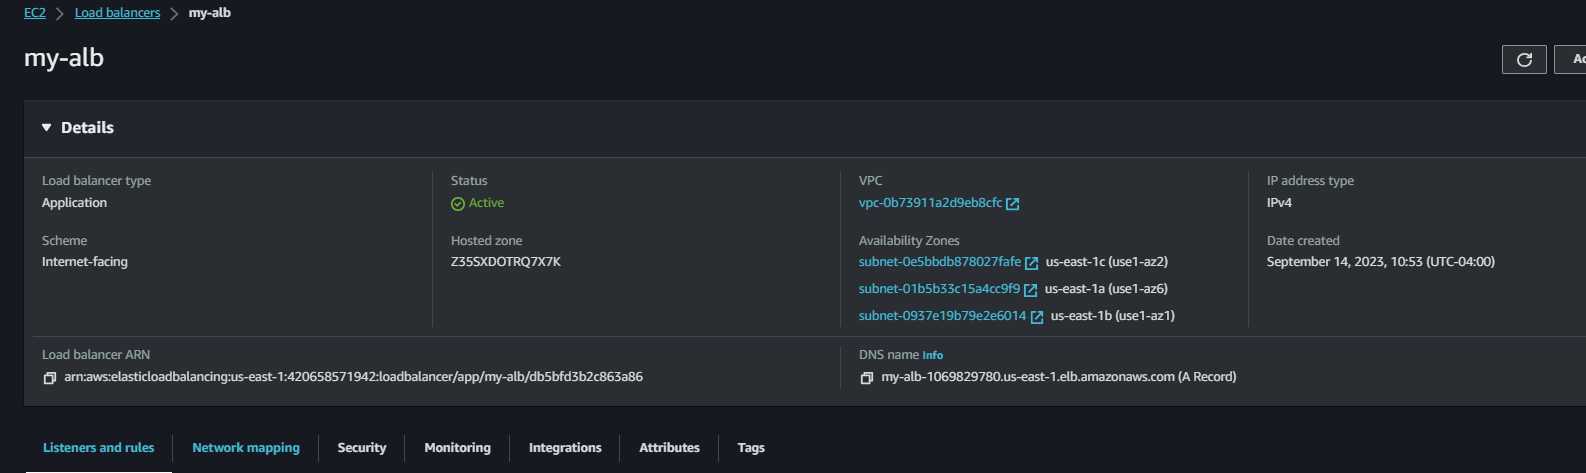 EC2 > Load balancers > my-alb
my-alb
Details
Load balancer type
Application
Status
Active
VPC
vpc-0b73911a2d9eb8cfc
IP address type
IPv4
Scheme
Internet-facing
Hosted zone
Z35SXDOTRQ7X7K
Availability Zones
subnet-0e5bbdb878027fafe us-east-1c (use1-az2)
subnet-01b5b33c15a4cc9f9 us-east-1a (use1-az6)
subnet-0937e19b79e2e6014 us-east-1b (use1-az1)
Date created
September 14, 2023, 10:53 (UTC-04:00)
Load balancer ARN
arn:aws:elasticloadbalancing:us-east-1:420658571942:loadbalancer/app/my-alb/db5bfd3b2c863a86
DNS name Info
my-alb-1069829780.us-east-1.elb.amazonaws.com (A Record)
Listeners and rules Network mapping Security Monitoring Integrations Attributes Tags